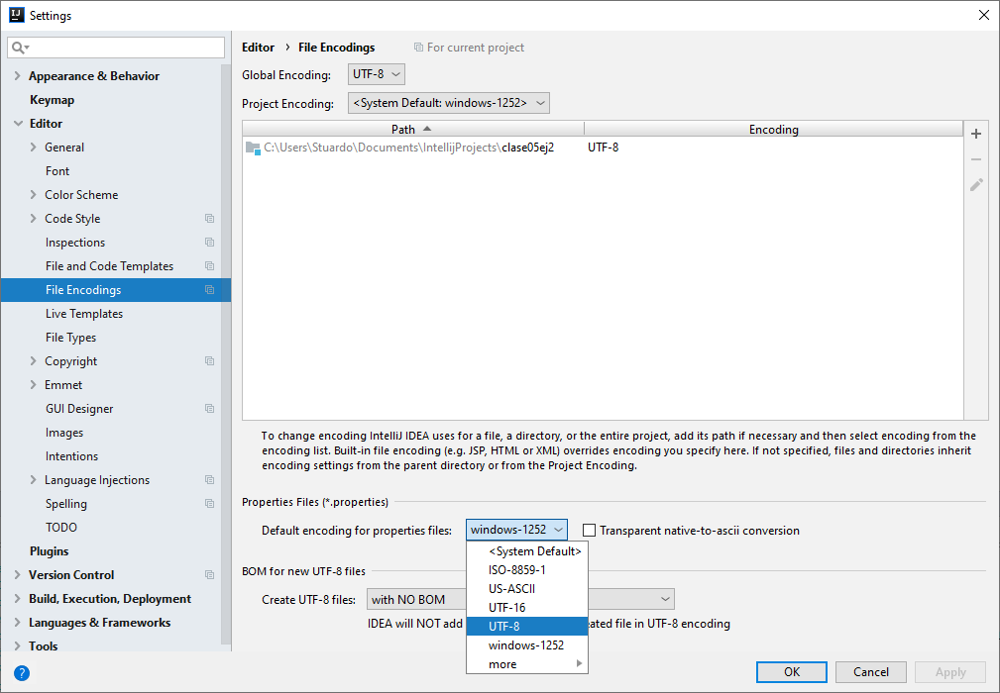 IJ Settings
Appearance & Behavior
Keymap
Editor
General
Font
Color Scheme
Code Style
Inspections
File and Code Templates
File Encodings
Live Templates
File Types
Copyright
Emmet
GUI Designer
Images
Intentions
Language Injections
Spelling
TODO
Plugins
Version Control
Build, Execution, Deployment
Languages & Frameworks
Tools
?
Editor › File Encodings For current project
Global Encoding: UTF-8
Project Encoding: <System Default: windows-1252>
Path Encoding
C:\Users\Stuardo\Documents\IntellijProjects\clase05ej2 UTF-8
To change encoding IntelliJ IDEA uses for a file, a directory, or the entire project, add its path if necessary and then select encoding from the
encoding list. Built-in file encoding (e.g. JSP, HTML or XML) overrides encoding you specify here. If not specified, files and directories inherit
encoding settings from the parent directory or from the Project Encoding.
Properties Files (*.properties)
Default encoding for properties files: windows-1252 Transparent native-to-ascii conversion
<System Default>
ISO-8859-1
US-ASCII
UTF-16
UTF-8
windows-1252
more
BOM for new UTF-8 files
Create UTF-8 files: with NO BOM
IDEA will NOT add eated file in UTF-8 encoding
OK Cancel Apply